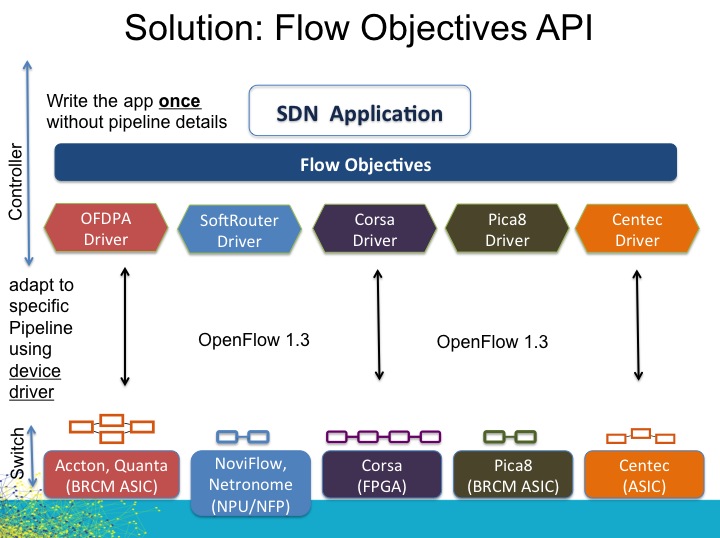 Solution: Flow Objectives API
Write the app once
without pipeline details
SDN Application
Controller
Flow Objectives
OFDPA
Driver
SoftRouter
Driver
Corsa
Driver
Pica8
Driver
Centec
Driver
adapt to
specific
Pipeline
using
device
driver
OpenFlow 1.3
OpenFlow 1.3
Switch
Accton, Quanta
(BRCM ASIC)
NoviFlow,
Netronome
(NPU/NFP)
Corsa
(FPGA)
Pica8
(BRCM ASIC)
Centec
(ASIC)